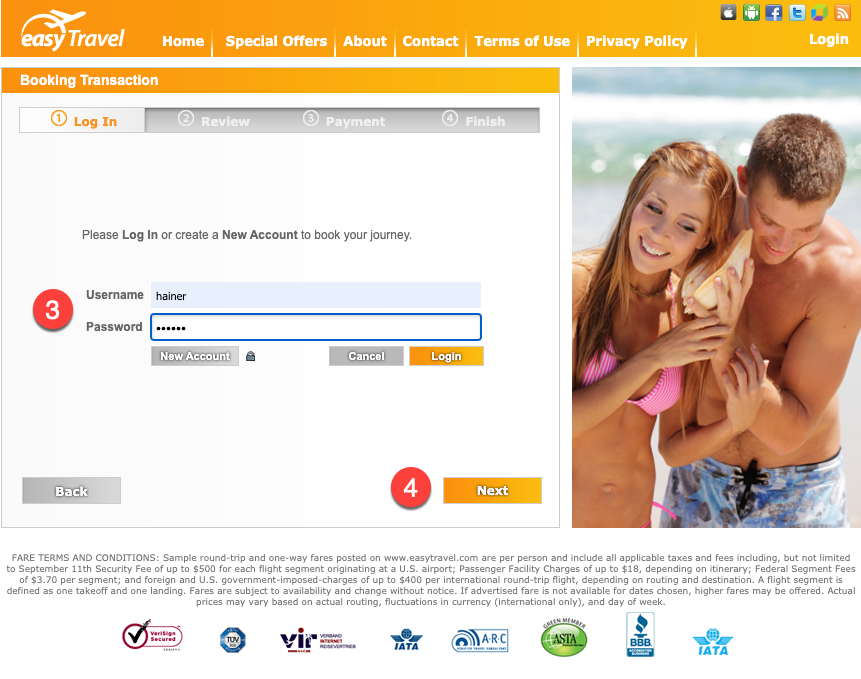 easyTravel
Home
Special Offers
About
Contact
Terms of Use
Privacy Policy
Login
Booking Transaction
1 Log In
2 Review
3 Payment
4 Finish
Please Log In or create a New Account to book your journey.
3
Username
hainer
Password
••••••
New Account
Cancel
Login
Back
4
Next
FARE TERMS AND CONDITIONS: Sample round-trip and one-way fares posted on www.easytravel.com are per person and include all applicable taxes and fees including, but not limited
to September 11th Security Fee of up to $500 for each flight segment originating at a U.S. airport; Passenger Facility Charges of up to $18, depending on itinerary; Federal Segment Fees
of $3.70 per segment; and foreign and U.S. government-imposed-charges of up to $400 per international round-trip flight, depending on routing and destination. A flight segment is
defined as one takeoff and one landing. Fares are subject to availability and change without notice. If advertised fare is not available for dates chosen, higher fares may be offered. Actual
prices may vary based on actual routing, fluctuations in currency (international only), and day of week.
VeriSign
Secured
VERIFY
TÜV
vir
VERBAND
INTERNET
REISEVERTRIEB
IATA
A·R·C
GREEN MEMBER
ASTA
BBB
ACCREDITED
BUSINESS
IATA